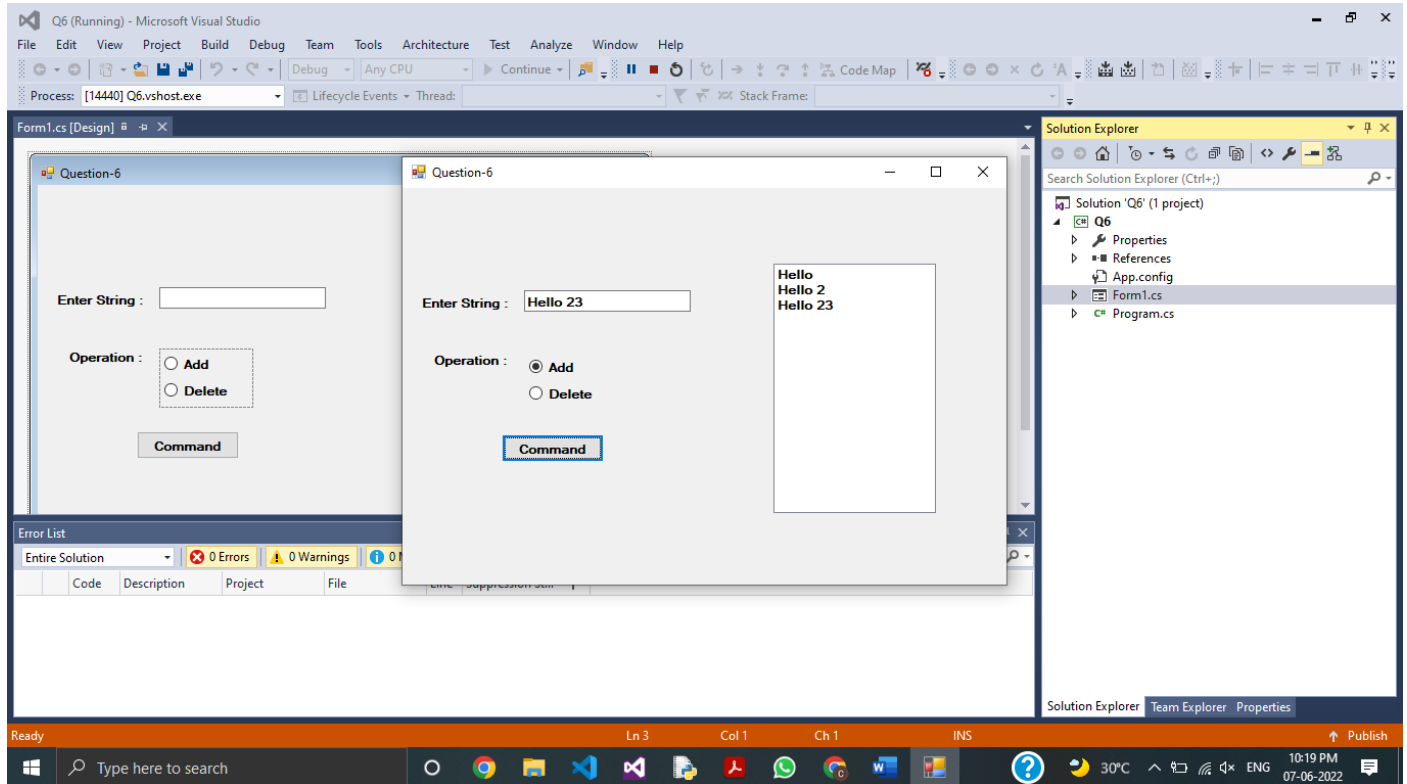 Q6 (Running) - Microsoft Visual Studio
File Edit View Project Build Debug Team Tools Architecture Test Analyze Window Help
Debug Any CPU Continue Code Map
Process: [14440] Q6.vshost.exe Lifecycle Events Thread: Stack Frame:
Form1.cs [Design]
Question-6
Enter String :
Operation :
Add
Delete
Command
Question-6
Enter String : Hello 23
Operation :
Add
Delete
Command
Hello
Hello 2
Hello 23
Solution Explorer
Search Solution Explorer (Ctrl+;)
Solution 'Q6' (1 project)
C# Q6
Properties
References
App.config
Form1.cs
C# Program.cs
Solution Explorer Team Explorer Properties
Error List
Entire Solution 0 Errors 0 Warnings 0
Code Description Project File
Ready Ln 3 Col 1 Ch 1 INS Publish
Type here to search
30°C ENG 10:19 PM
07-06-2022